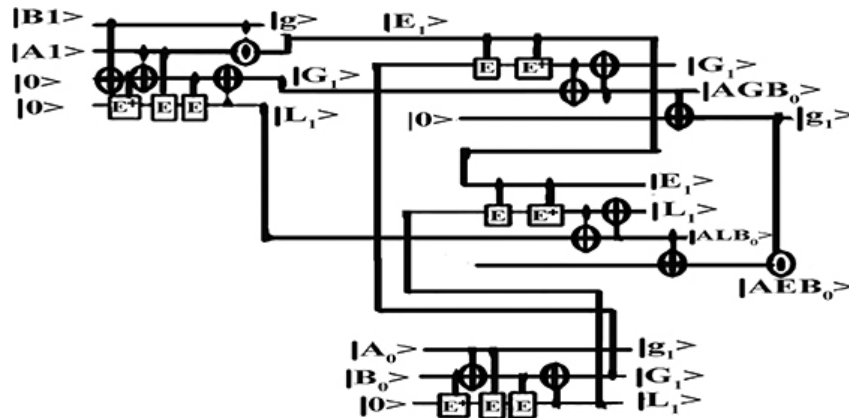 |B1> |g> |E₁>
|A1>
|0> |G₁> |G₁>
|0> E⁺ E E |L₁> E E⁺ |AGB₀>
|0> |g₁>
|E₁>
E E⁺ |L₁>
|ALB₀>
|AEB₀>
|A₀> |g₁>
|B₀> |G₁>
|0> E⁺ E E |L₁>